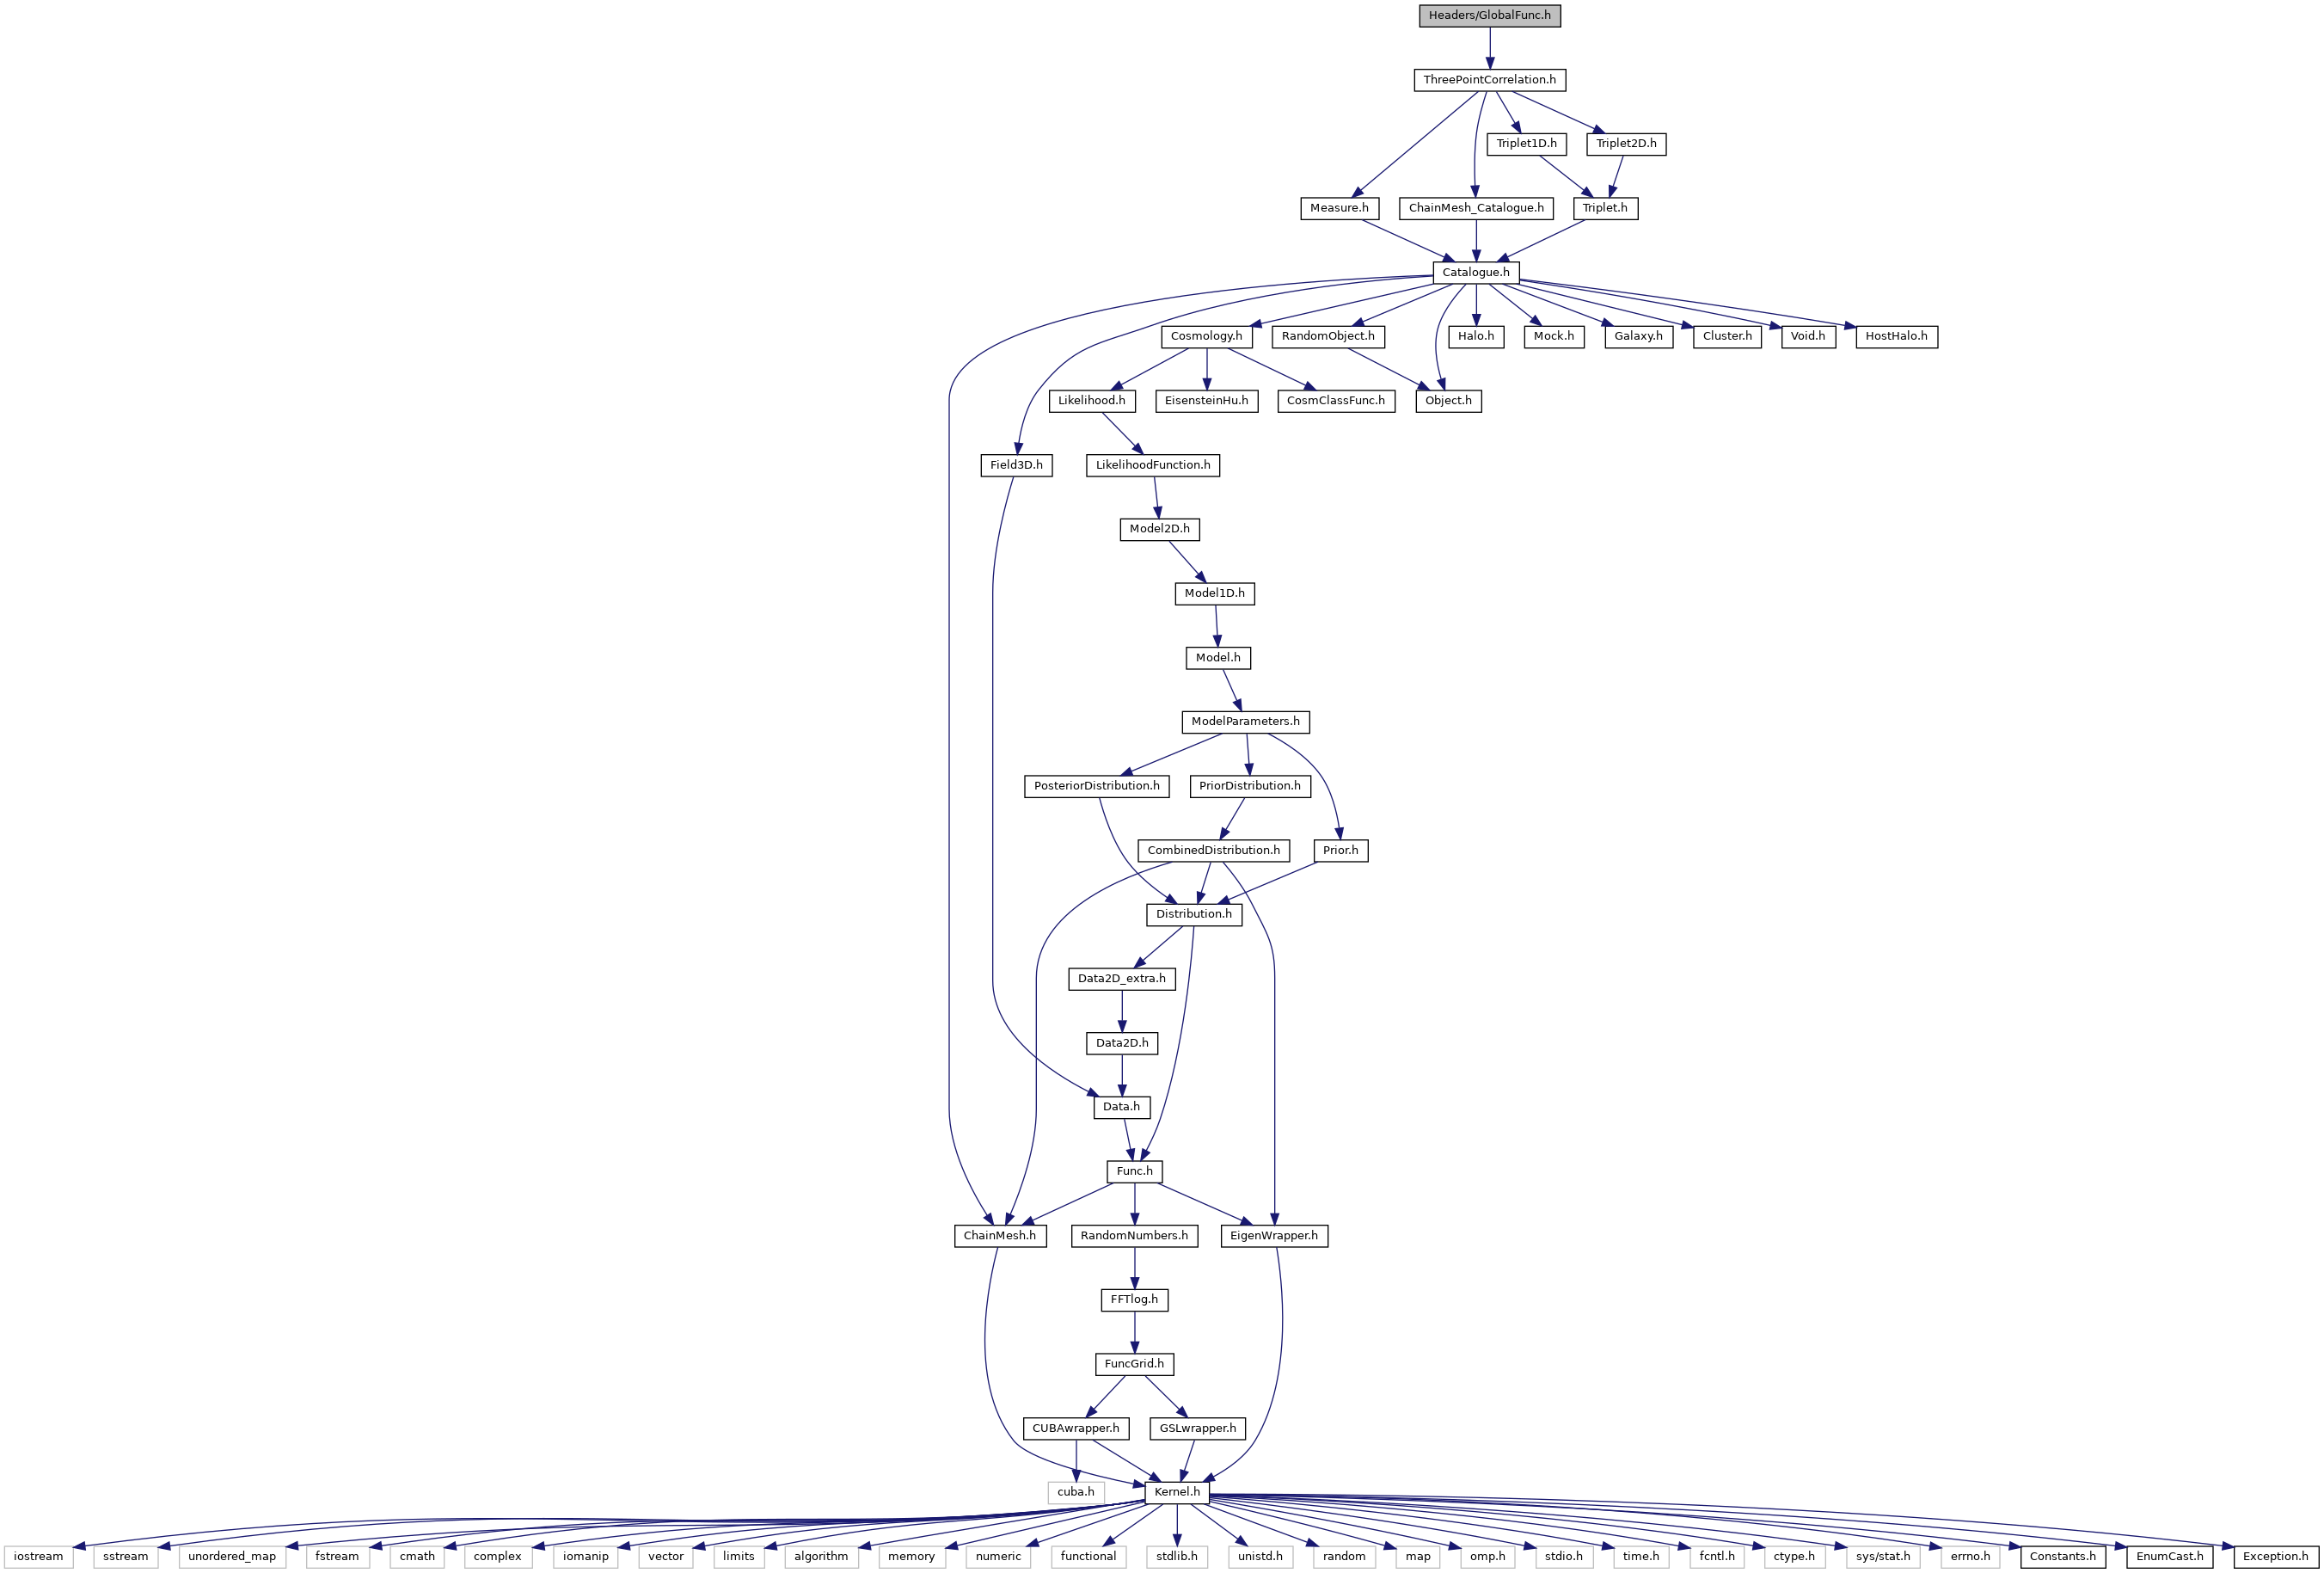 Headers/GlobalFunc.h
ThreePointCorrelation.h
Triplet1D.h
Triplet2D.h
Measure.h
ChainMesh_Catalogue.h
Triplet.h
Catalogue.h
Cosmology.h
RandomObject.h
Halo.h
Mock.h
Galaxy.h
Cluster.h
Void.h
HostHalo.h
Likelihood.h
EisensteinHu.h
CosmClassFunc.h
Object.h
Field3D.h
LikelihoodFunction.h
Model2D.h
Model1D.h
Model.h
ModelParameters.h
PosteriorDistribution.h
PriorDistribution.h
CombinedDistribution.h
Prior.h
Distribution.h
Data2D_extra.h
Data2D.h
Data.h
Func.h
ChainMesh.h
RandomNumbers.h
EigenWrapper.h
FFTlog.h
FuncGrid.h
CUBAwrapper.h
GSLwrapper.h
cuba.h
Kernel.h
iostream
sstream
unordered_map
fstream
cmath
complex
iomanip
vector
limits
algorithm
memory
numeric
functional
stdlib.h
unistd.h
random
map
omp.h
stdio.h
time.h
fcntl.h
ctype.h
sys/stat.h
errno.h
Constants.h
EnumCast.h
Exception.h